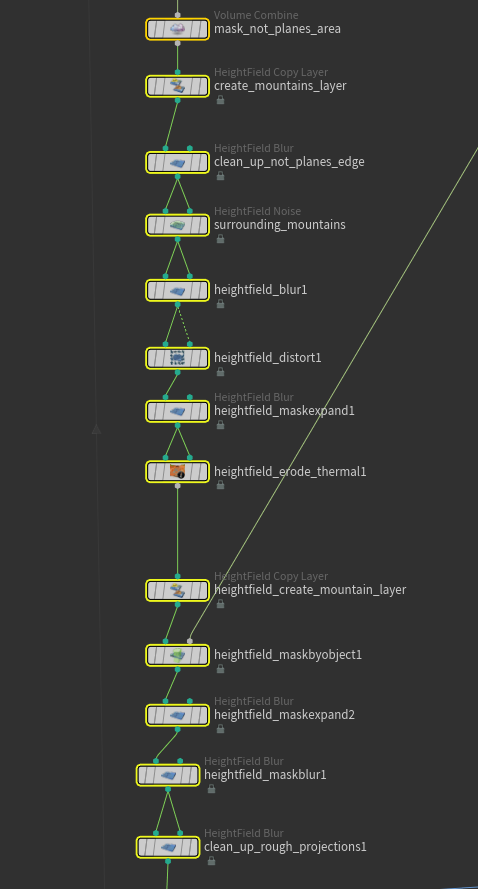 Volume Combine
mask_not_planes_area
HeightField Copy Layer
create_mountains_layer
HeightField Blur
clean_up_not_planes_edge
HeightField Noise
surrounding_mountains
heightfield_blur1
heightfield_distort1
HeightField Blur
heightfield_maskexpand1
heightfield_erode_thermal1
HeightField Copy Layer
heightfield_create_mountain_layer
heightfield_maskbyobject1
HeightField Blur
heightfield_maskexpand2
HeightField Blur
heightfield_maskblur1
HeightField Blur
clean_up_rough_projections1